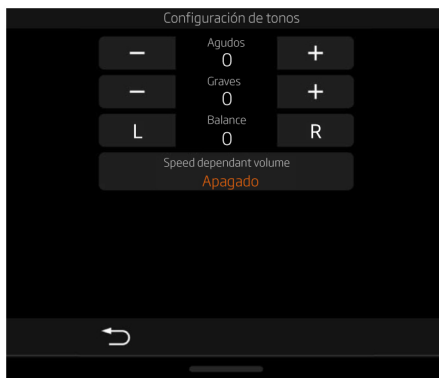 Configuración de tonos
Agudos
− 0 +
Graves
− 0 +
Balance
L 0 R
Speed dependant volume
Apagado